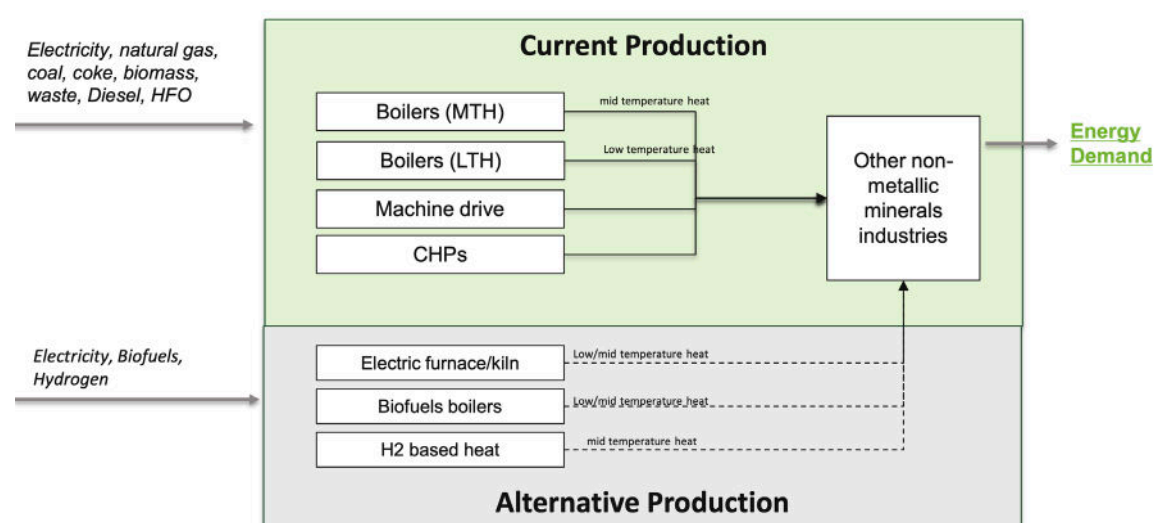 Current Production
Electricity, natural gas,
coal, coke, biomass,
waste, Diesel, HFO
Boilers (MTH)
mid temperature heat
Boilers (LTH)
Low temperature heat
Machine drive
CHPs
Other non-
metallic
minerals
industries
Energy
Demand
Electricity, Biofuels,
Hydrogen
Electric furnace/kiln
Low/mid temperature heat
Biofuels boilers
Low/mid temperature heat
H2 based heat
mid temperature heat
Alternative Production